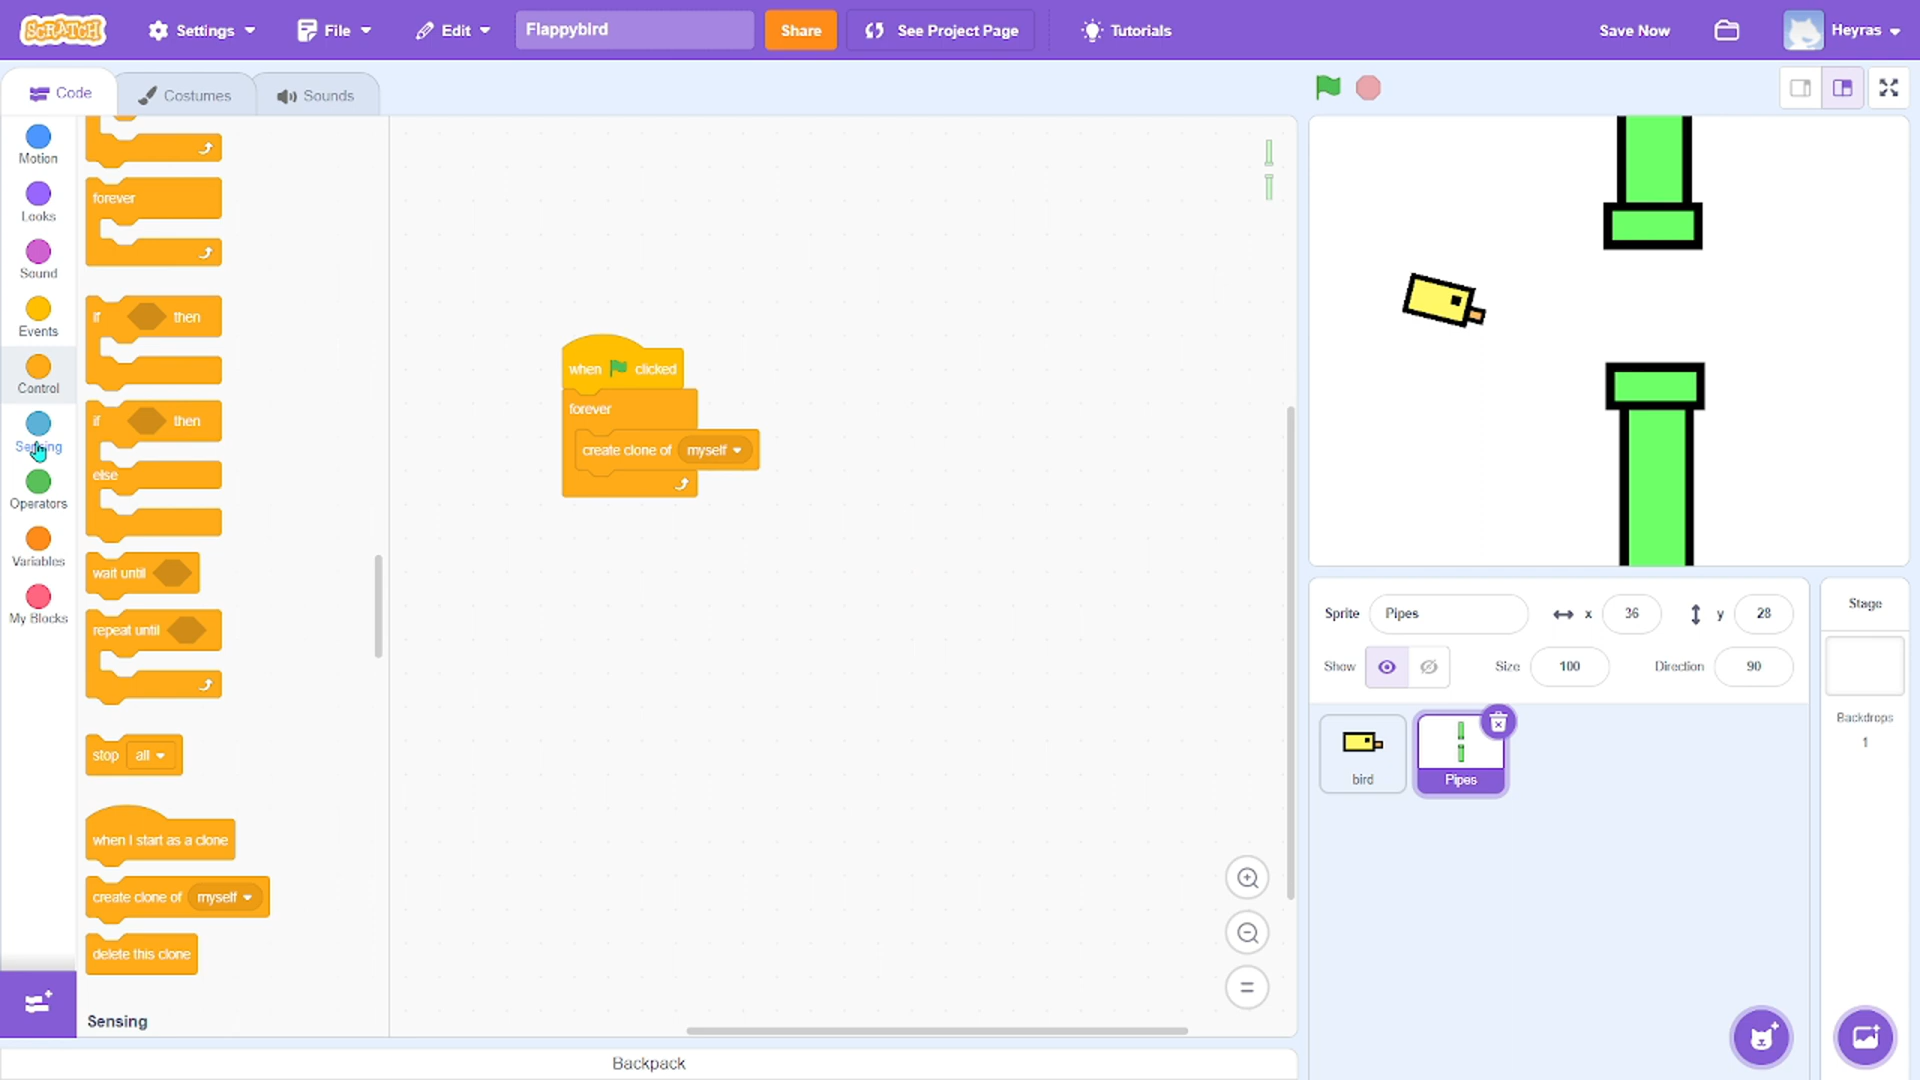 SCRATCH
Settings
File
Edit
Flappybird
Share
See Project Page
Tutorials
Save Now
Heyras
Code
Costumes
Sounds
Motion
Looks
Sound
Events
Control
Sensing
Operators
Variables
My Blocks
forever
if then
if then
else
wait until
repeat until
stop all
when I start as a clone
create clone of myself
delete this clone
Sensing
when clicked
forever
create clone of myself
Backpack
Sprite Pipes x 36 y 28
Show Size 100 Direction 90
bird
Pipes
Stage
Backdrops
1